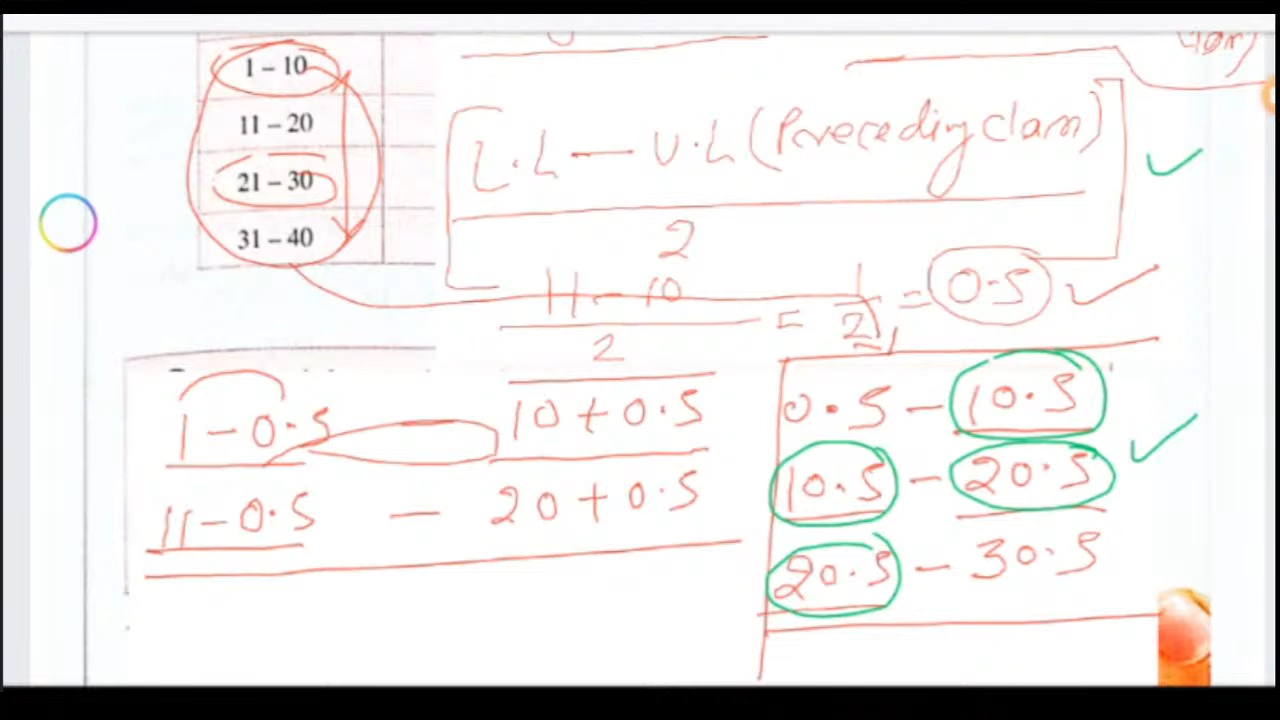 1 – 10
11 – 20
21 – 30
31 – 40
L.L — U.L (Preceding class)
2
11 - 10
2
= 1/2 = 0.5
1 - 0.5
10 + 0.5
11 - 0.5 — 20 + 0.5
0.5 — 10.5
10.5 — 20.5
20.5 — 30.5